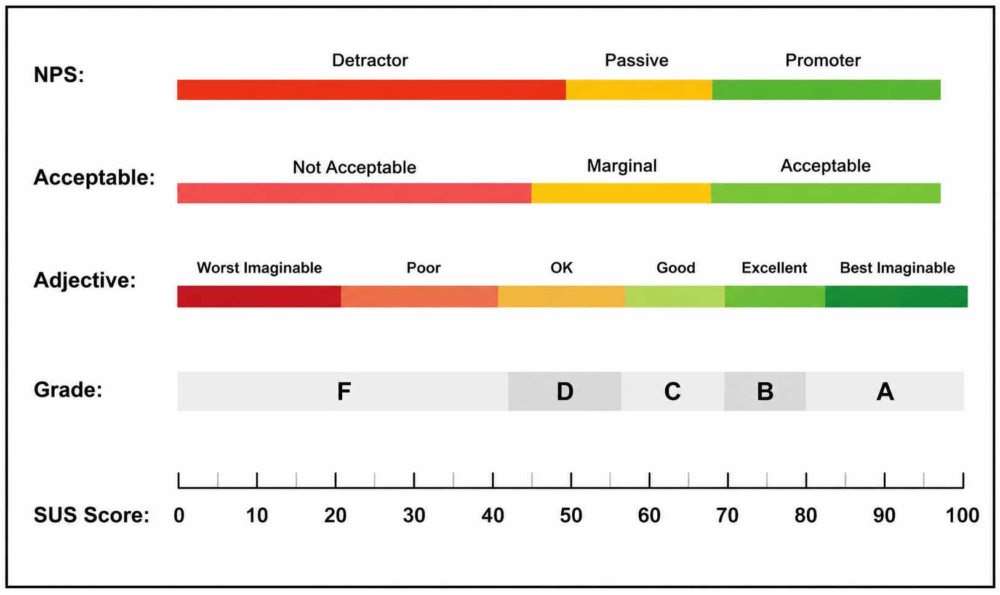 Detractor Passive Promoter
NPS:
Not Acceptable Marginal Acceptable
Acceptable:
Worst Imaginable Poor OK Good Excellent Best Imaginable
Adjective:
Grade: F D C B A
SUS Score: 0 10 20 30 40 50 60 70 80 90 100